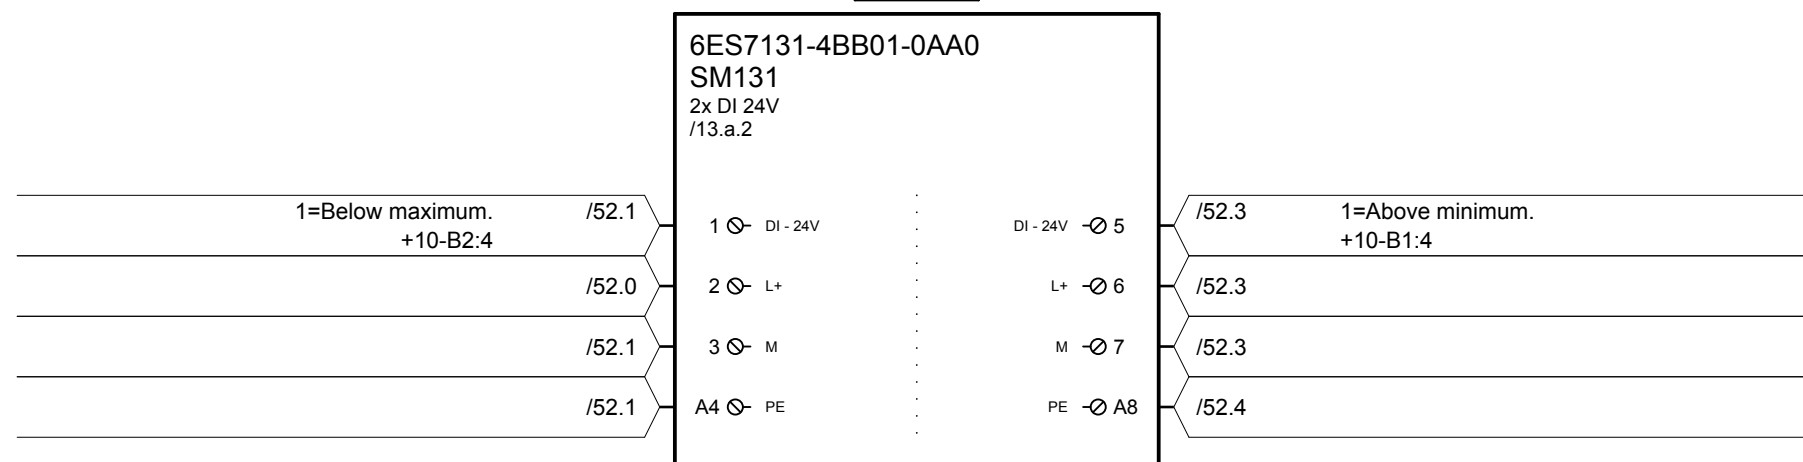 6ES7131-4BB01-0AA0
SM131
2x DI 24V
/13.a.2
1=Below maximum. /52.1 1 DI - 24V DI - 24V 5 /52.3 1=Above minimum.
+10-B2:4 +10-B1:4
/52.0 2 L+ L+ 6 /52.3
/52.1 3 M M 7 /52.3
/52.1 A4 PE PE A8 /52.4